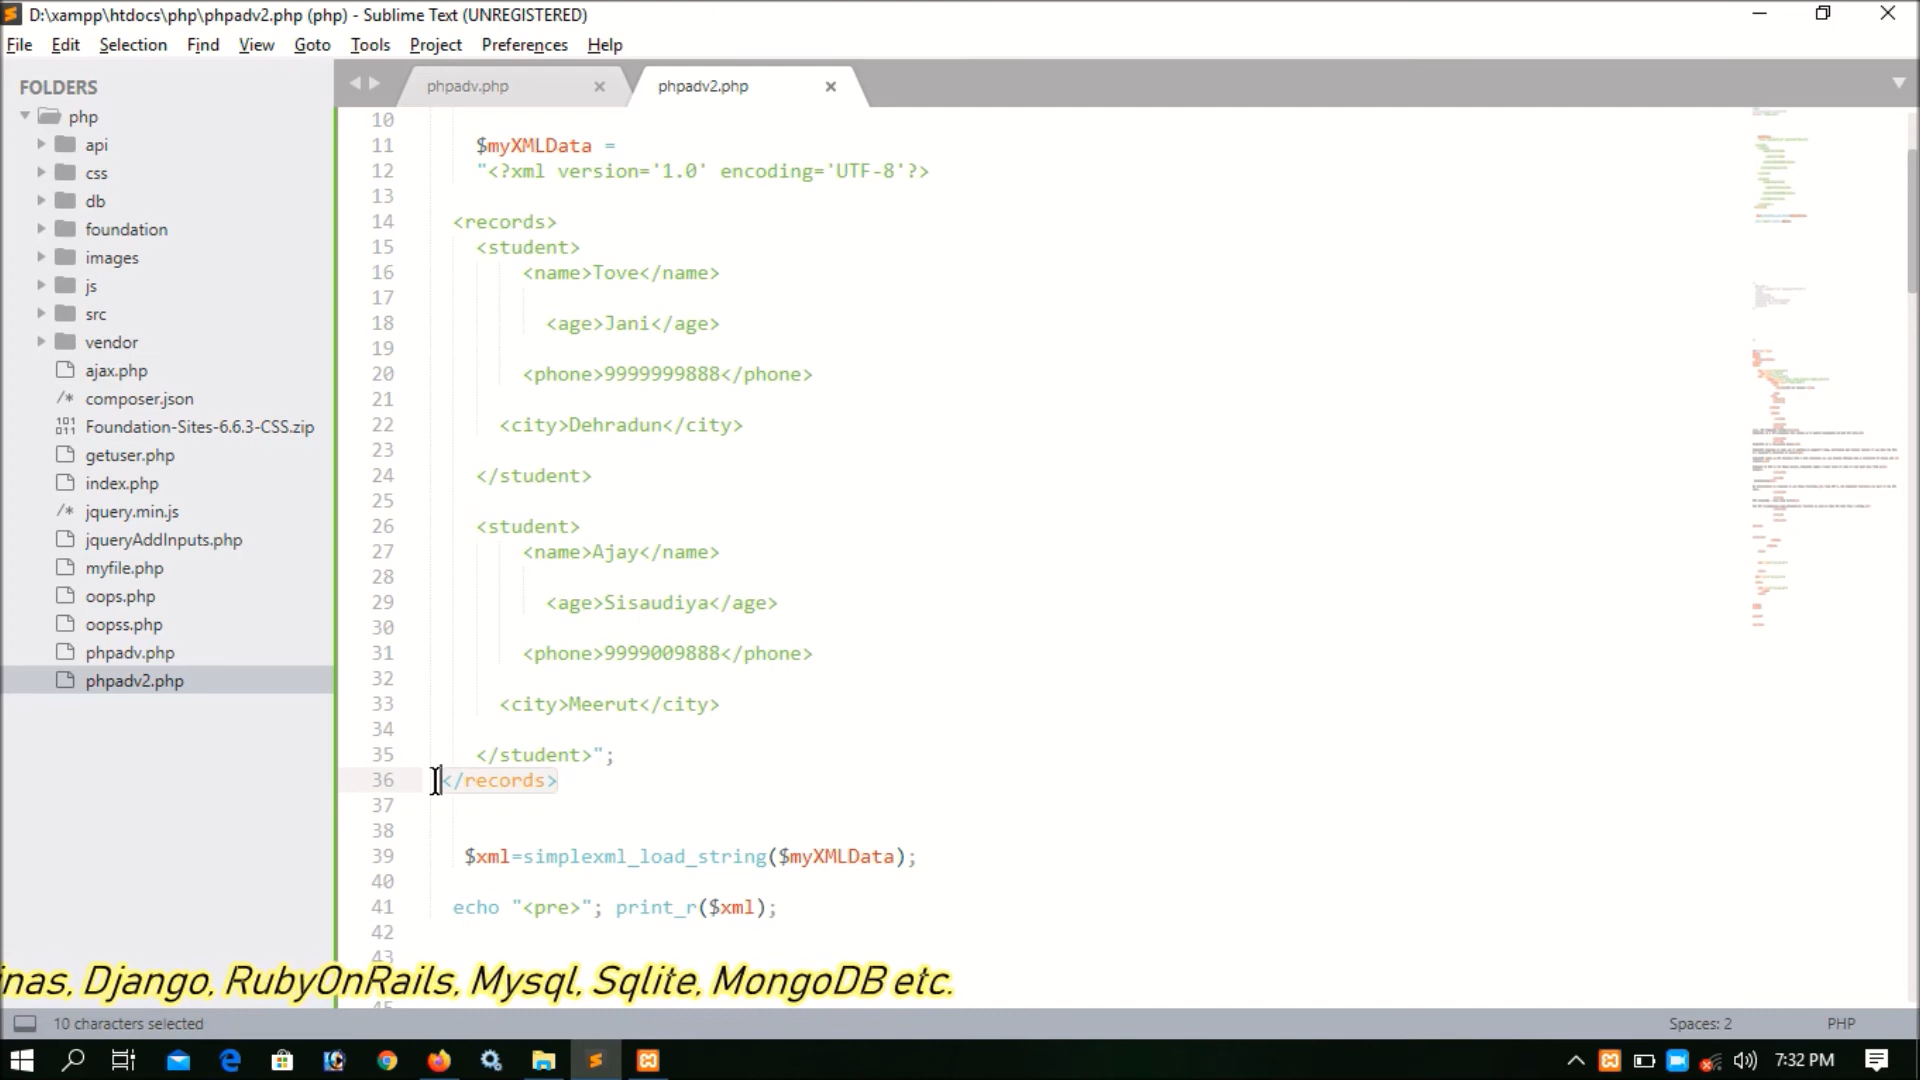 D:\xampp\htdocs\php\phpadv2.php (php) - Sublime Text (UNREGISTERED)
File Edit Selection Find View Goto Tools Project Preferences Help
FOLDERS
php
api
css
db
foundation
images
js
src
vendor
ajax.php
/* composer.json
Foundation-Sites-6.6.3-CSS.zip
getuser.php
index.php
/* jquery.min.js
jqueryAddInputs.php
myfile.php
oops.php
oopss.php
phpadv.php
phpadv2.php
phpadv.php × phpadv2.php ×
10
11 $myXMLData =
12 "<?xml version='1.0' encoding='UTF-8'?>
13
14 <records>
15 <student>
16 <name>Tove</name>
17
18 <age>Jani</age>
19
20 <phone>9999999888</phone>
21
22 <city>Dehradun</city>
23
24 </student>
25
26 <student>
27 <name>Ajay</name>
28
29 <age>Sisaudiya</age>
30
31 <phone>9999009888</phone>
32
33 <city>Meerut</city>
34
35 </student>";
36 </records>
37
38
39 $xml=simplexml_load_string($myXMLData);
40
41 echo "<pre>"; print_r($xml);
42
43
inas, Django, RubyOnRails, Mysql, Sqlite, MongoDB etc.
10 characters selected
Spaces: 2 PHP
7:32 PM